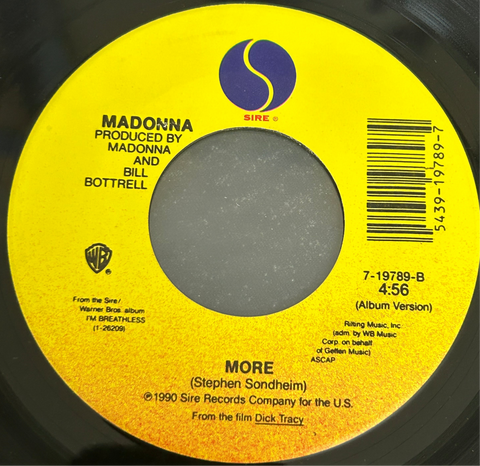 SIRE ®
MADONNA
PRODUCED BY
MADONNA
AND
BILL
BOTTRELL
5439-19789-7
7-19789-B
4:56
(Album Version)
W
B
®
From the Sire/
Warner Bros. album
I'M BREATHLESS
(1-26209)
Rilting Music, Inc.
(adm. by WB Music
Corp. on behalf
of Geffen Music)
ASCAP
MORE
(Stephen Sondheim)
℗1990 Sire Records Company for the U.S.
From the film Dick Tracy